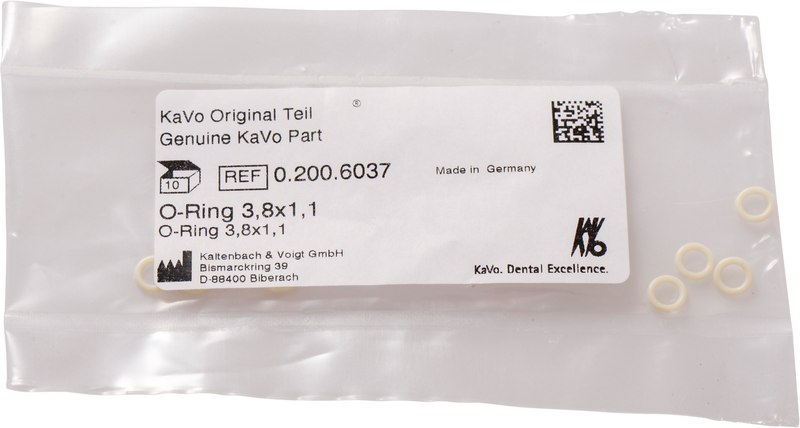 KaVo Original Teil ®
Genuine KaVo Part
10 REF 0.200.6037 Made in Germany
O-Ring 3,8x1,1
O-Ring 3,8x1,1
Kaltenbach & Voigt GmbH
Bismarckring 39
D-88400 Biberach
KaVo
KaVo. Dental Excellence.